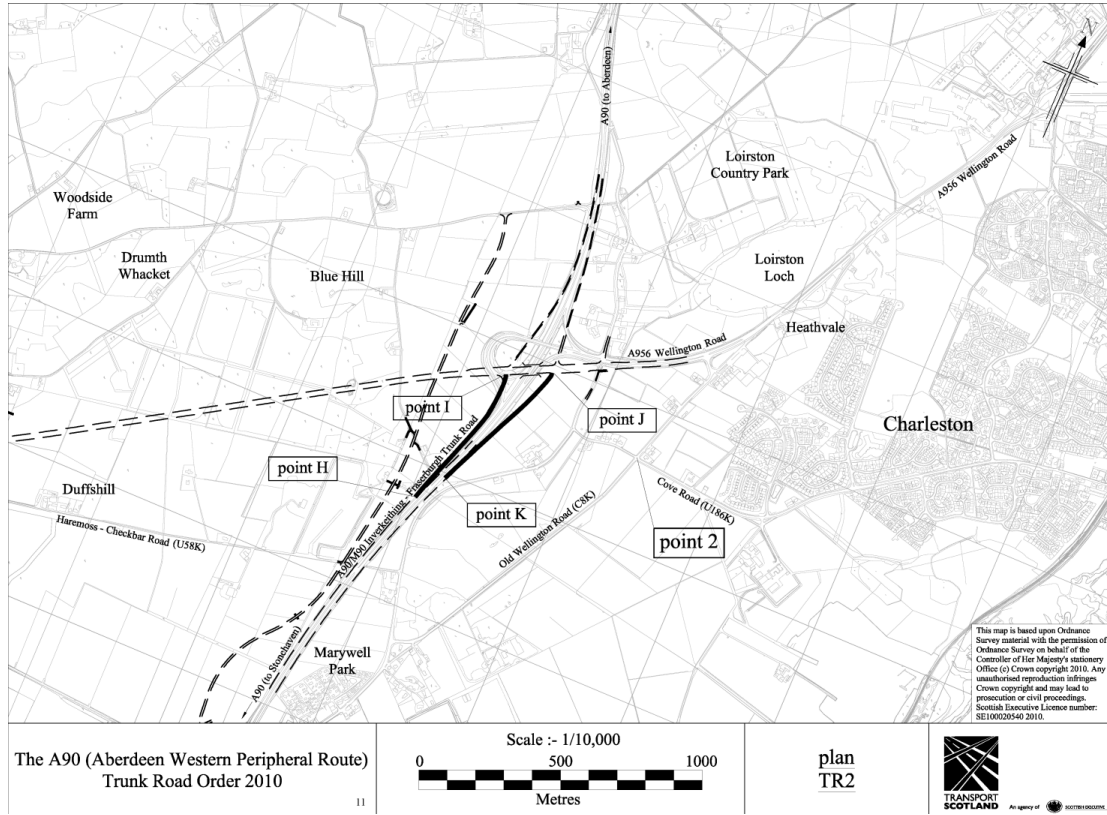 N
A90 (to Aberdeen)
Loirston
Country Park
A956 Wellington Road
Woodside
Farm
Drumth
Whacket
Blue Hill
Loirston
Loch
Heathvale
A956 Wellington Road
point I
point J
Charleston
point H
A90/M90 Inverkeithing - Fraserburgh Trunk Road
Duffshill
point K
Cove Road (U186K)
Haremoss - Checkbar Road (U58K)
Old Wellington Road (C8K)
point 2
A90 (to Stonehaven)
Marywell
Park
This map is based upon Ordnance
Survey material with the permission of
Ordnance Survey on behalf of the
Controller of Her Majesty's stationery
Office (c) Crown copyright 2010. Any
unauthorised reproduction infringes
Crown copyright and may lead to
prosecution or civil proceedings.
Scottish Executive Licence number:
SE100020540 2010.
The A90 (Aberdeen Western Peripheral Route)
Trunk Road Order 2010
11
Scale :- 1/10,000
0 500 1000
Metres
plan
TR2
TRANSPORT
SCOTLAND
An agency of
SCOTTISH EXECUTIVE